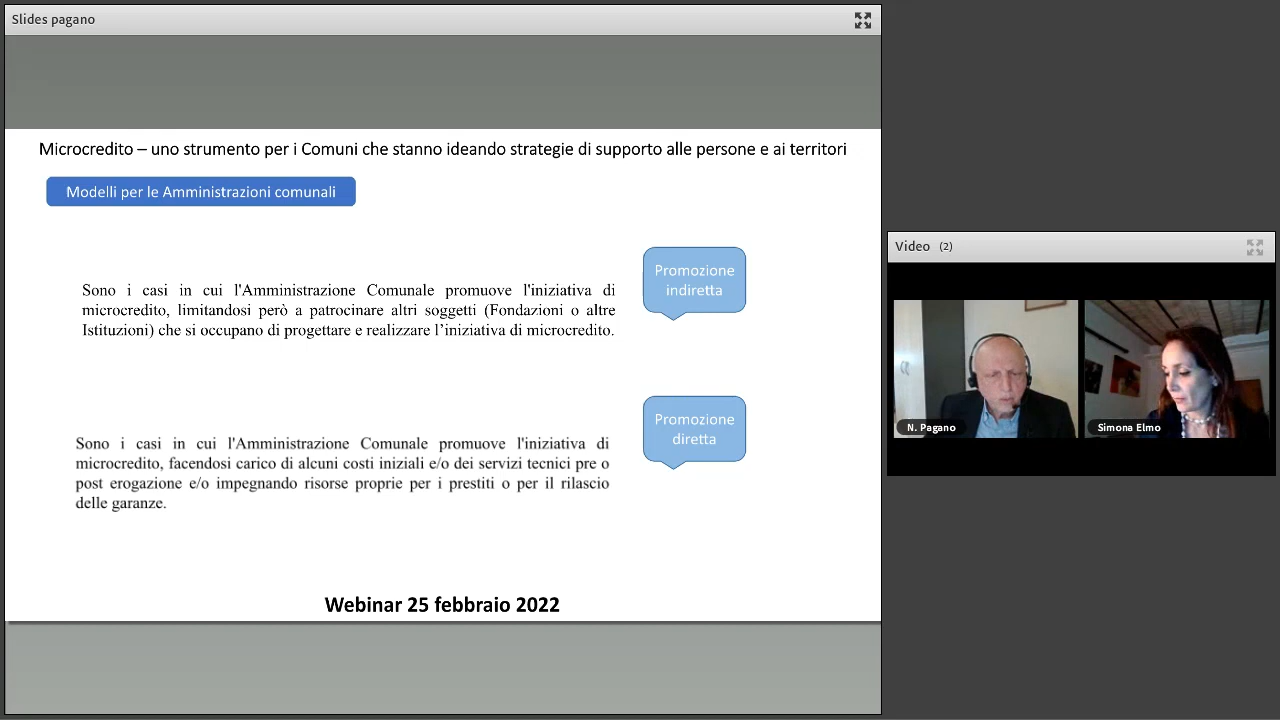 Slides pagano
Microcredito – uno strumento per i Comuni che stanno ideando strategie di supporto alle persone e ai territori
Modelli per le Amministrazioni comunali
Promozione
indiretta
Sono i casi in cui l'Amministrazione Comunale promuove l'iniziativa di
microcredito, limitandosi però a patrocinare altri soggetti (Fondazioni o altre
Istituzioni) che si occupano di progettare e realizzare l’iniziativa di microcredito.
Promozione
diretta
Sono i casi in cui l'Amministrazione Comunale promuove l'iniziativa di
microcredito, facendosi carico di alcuni costi iniziali e/o dei servizi tecnici pre o
post erogazione e/o impegnando risorse proprie per i prestiti o per il rilascio
delle garanze.
Webinar 25 febbraio 2022
Video (2)
N. Pagano
Simona Elmo